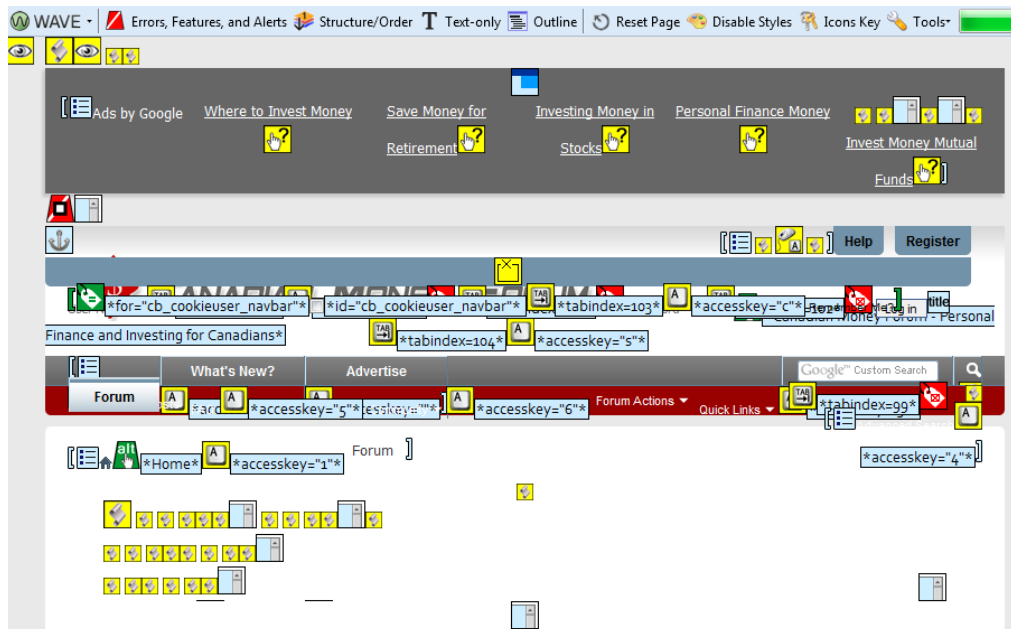 WAVE Errors, Features, and Alerts Structure/Order T Text-only Outline Reset Page Disable Styles Icons Key Tools
Ads by Google Where to Invest Money Save Money for Retirement Investing Money in Stocks Personal Finance Money Invest Money Mutual Funds
Help Register
*for="cb_cookieuser_navbar"* *id="cb_cookieuser_navbar"* *tabindex=103* *accesskey="c"* Log in title
Canadian Money Forum - Personal
Finance and Investing for Canadians* *tabindex=104* *accesskey="s"*
What's New? Advertise Google™ Custom Search
Forum *accesskey="5"* *accesskey="6"* Forum Actions Quick Links *tabindex=99*
Advanced Search
*Home* *accesskey="1"* Forum *accesskey="4"*